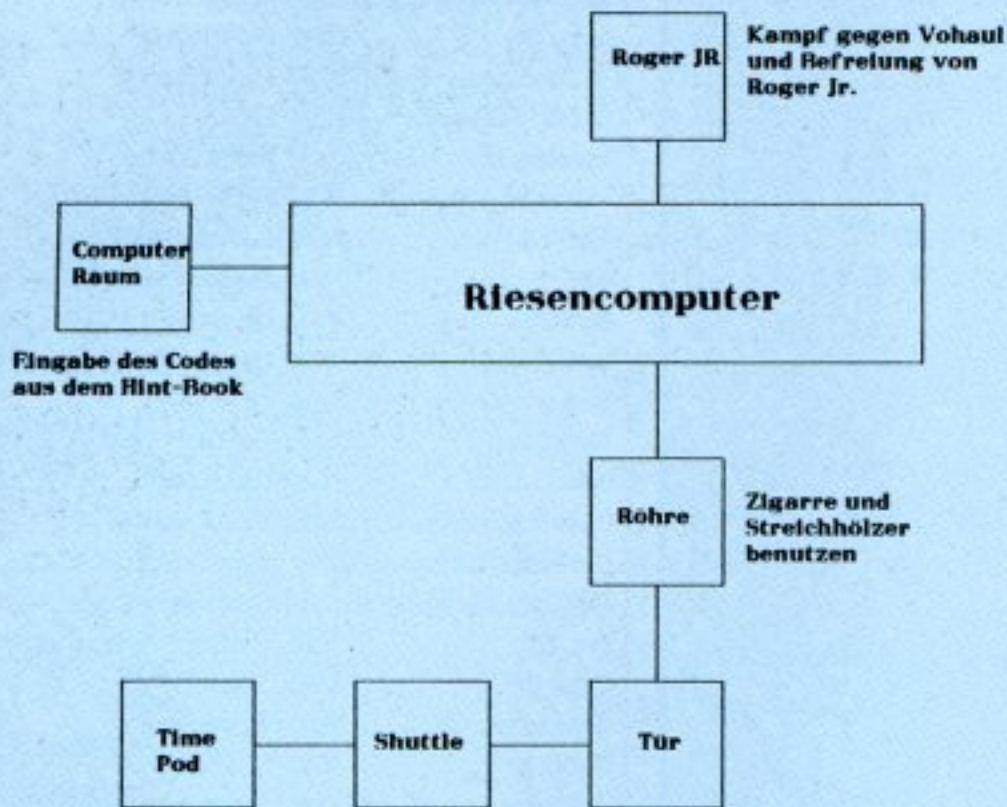 Roger JR
Kampf gegen Vohaul
und Befreiung von
Roger Jr.
Computer
Raum
Riesencomputer
Eingabe des Codes
aus dem Hint-Book
Röhre
Zigarre und
Streichhölzer
benutzen
Time
Pod
Shuttle
Tür